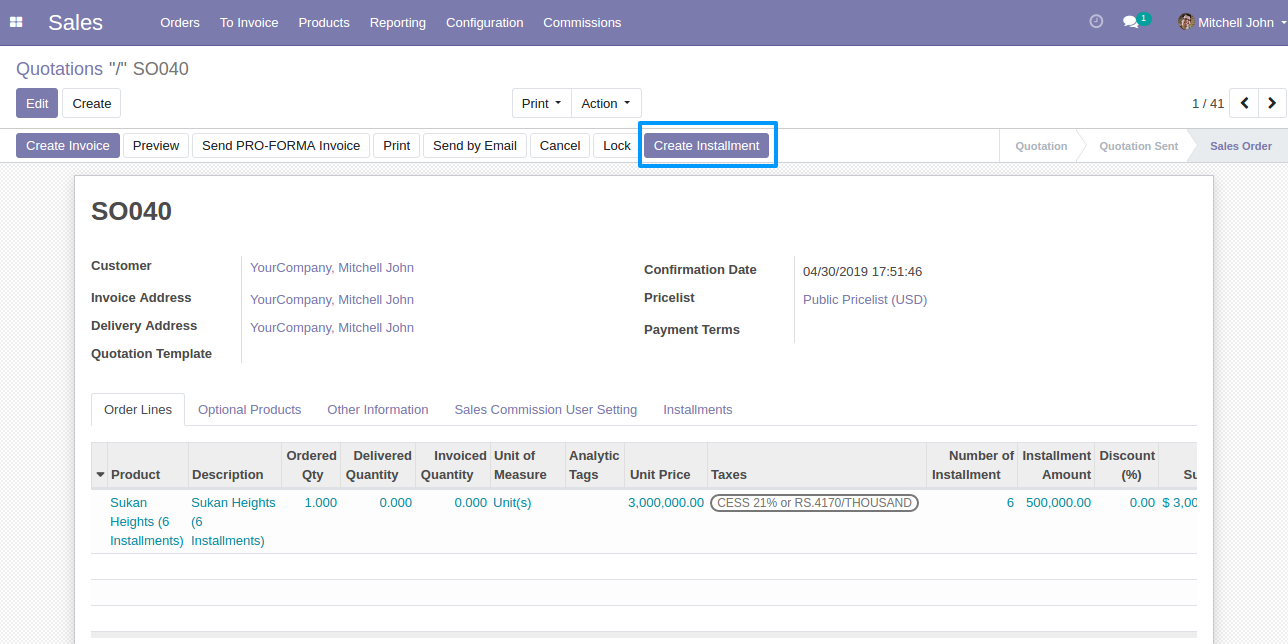 Sales Orders To Invoice Products Reporting Configuration Commissions 1 Mitchell John
Quotations "/" SO040
Edit Create Print Action 1 / 41
Create Invoice Preview Send PRO-FORMA Invoice Print Send by Email Cancel Lock Create Installment Quotation Quotation Sent Sales Order
SO040
Customer YourCompany, Mitchell John
Invoice Address YourCompany, Mitchell John
Delivery Address YourCompany, Mitchell John
Quotation Template
Confirmation Date 04/30/2019 17:51:46
Pricelist Public Pricelist (USD)
Payment Terms
Order Lines Optional Products Other Information Sales Commission User Setting Installments
Ordered Delivered Invoiced Unit of Analytic Number of Installment Discount
Product Description Qty Quantity Quantity Measure Tags Unit Price Taxes Installment Amount (%) Su
Sukan Sukan Heights 1.000 0.000 0.000 Unit(s) 3,000,000.00 CESS 21% or RS.4170/THOUSAND 6 500,000.00 0.00 $ 3,00
Heights (6 (6
Installments) Installments)